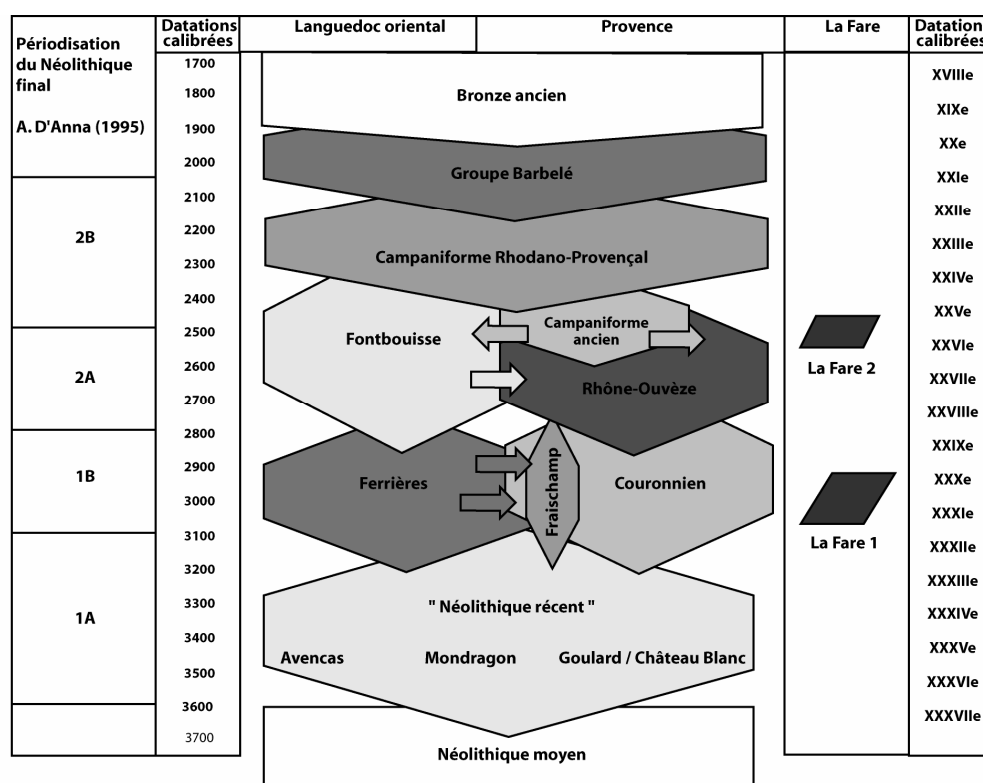 Datations calibrées
Languedoc oriental
Provence
La Fare
Datations calibrées
Périodisation
du Néolithique
final
A. D'Anna (1995)
2B
2A
1B
1A
1700
1800
1900
2000
2100
2200
2300
2400
2500
2600
2700
2800
2900
3000
3100
3200
3300
3400
3500
3600
3700
Bronze ancien
Groupe Barbelé
Campaniforme Rhodano-Provençal
Fontbouisse
Campaniforme
ancien
Rhône-Ouvèze
Ferrières
Fraischamp
Couronnien
" Néolithique récent "
Avencas
Mondragon
Goulard / Château Blanc
Néolithique moyen
La Fare 2
La Fare 1
XVIIIe
XIXe
XXe
XXIe
XXIIe
XXIIIe
XXIVe
XXVe
XXVIe
XXVIIe
XXVIIIe
XXIXe
XXXe
XXXIe
XXXIIe
XXXIIIe
XXXIVe
XXXVe
XXXVIe
XXXVIIe